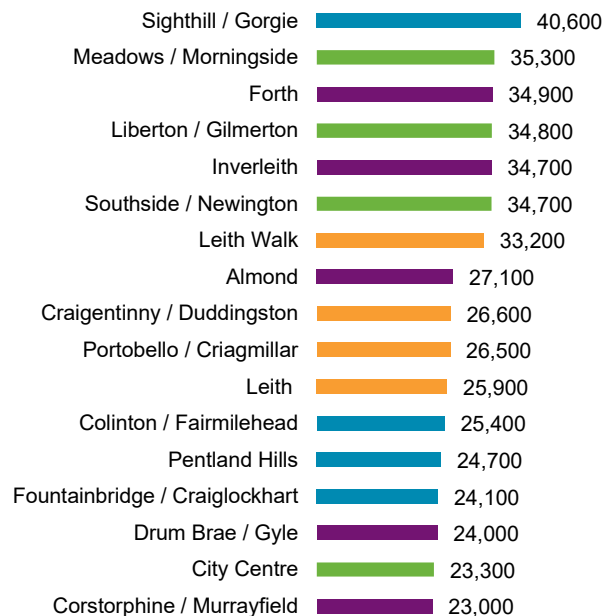 Sighthill / Gorgie 40,600
Meadows / Morningside 35,300
Forth 34,900
Liberton / Gilmerton 34,800
Inverleith 34,700
Southside / Newington 34,700
Leith Walk 33,200
Almond 27,100
Craigentinny / Duddingston 26,600
Portobello / Criagmillar 26,500
Leith 25,900
Colinton / Fairmilehead 25,400
Pentland Hills 24,700
Fountainbridge / Craiglockhart 24,100
Drum Brae / Gyle 24,000
City Centre 23,300
Corstorphine / Murrayfield 23,000